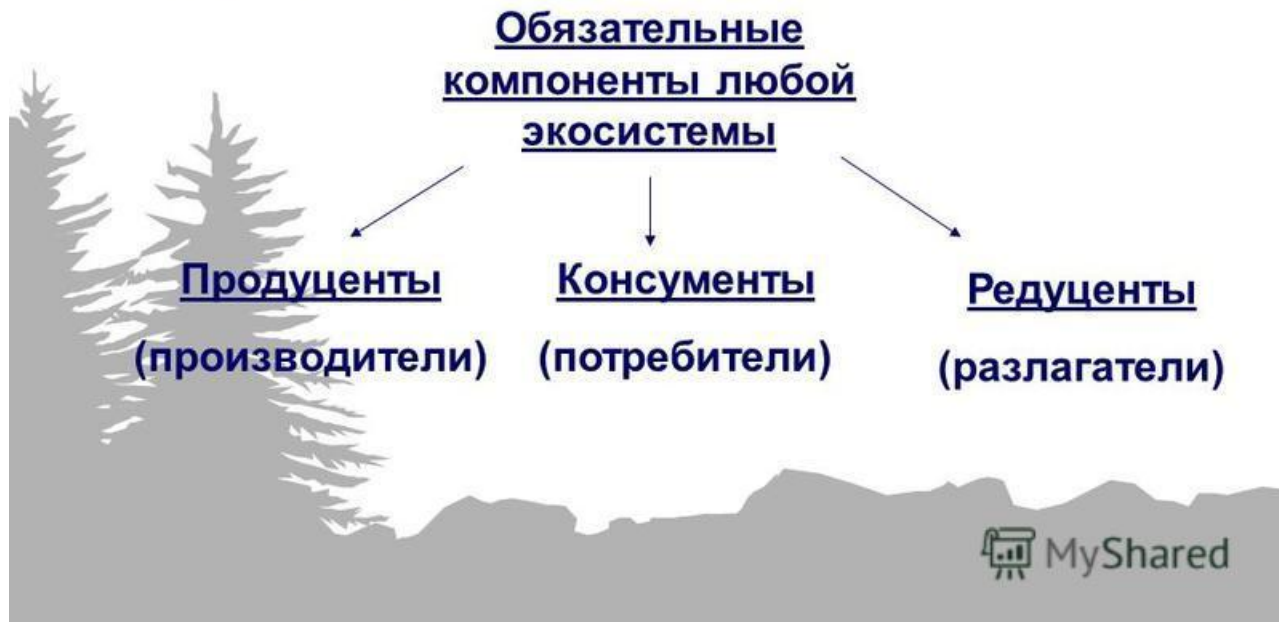 Обязательные
компоненты любой
экосистемы
Продуценты
(производители)
Консументы
(потребители)
Редуценты
(разлагатели)
MyShared